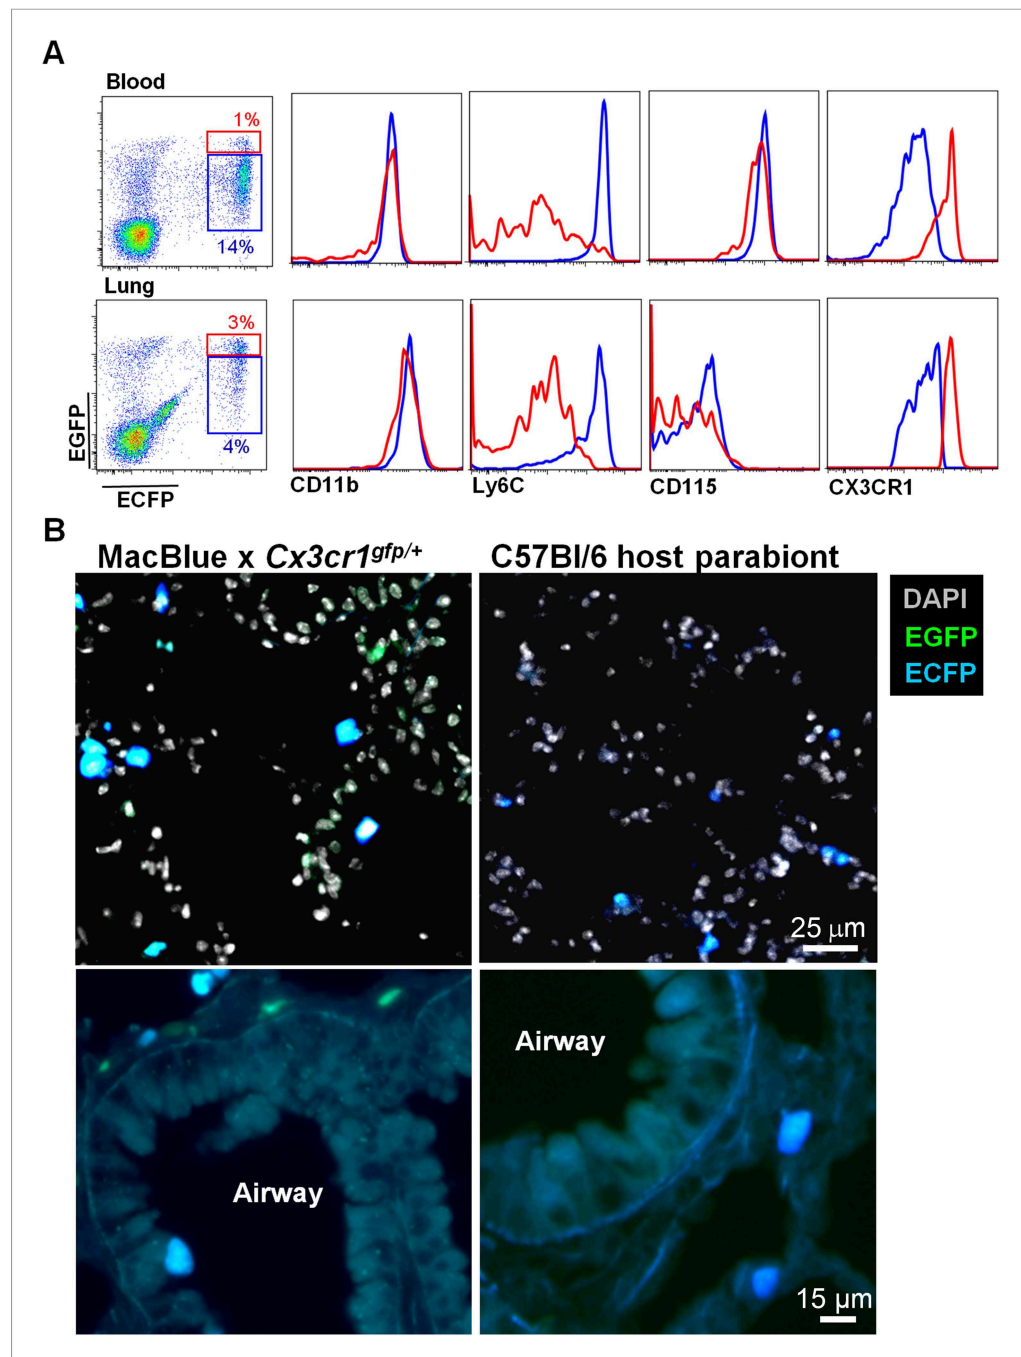 A
Blood
1%
14%
Lung
3%
4%
EGFP
ECFP
CD11b
Ly6C
CD115
CX3CR1
B
MacBlue x Cx3cr1gfp/+
C57Bl/6 host parabiont
DAPI
EGFP
ECFP
25 μm
Airway
Airway
15 μm